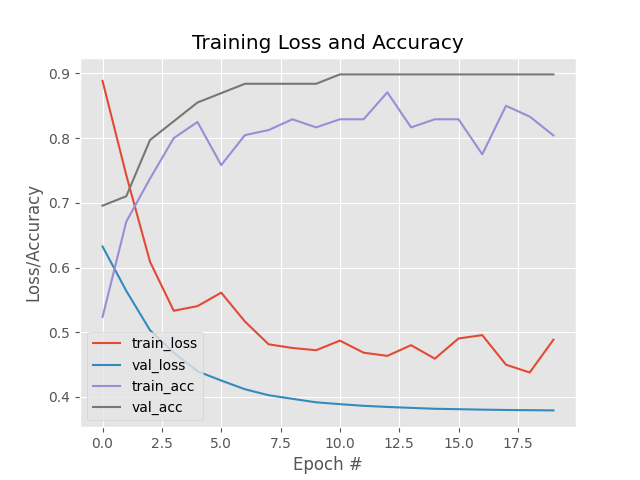 Training Loss and Accuracy
0.9
0.8
0.7
0.6
0.5
0.4
Loss/Accuracy
train_loss
val_loss
train_acc
val_acc
0.0 2.5 5.0 7.5 10.0 12.5 15.0 17.5
Epoch #